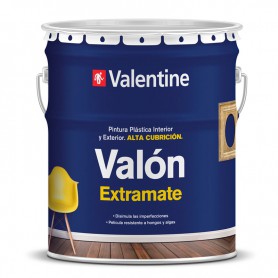 Valentine
Pintura Plástica Interior
y Exterior. ALTA CUBRICIÓN.
Valón
Extramate
• Disimula las imperfecciones
• Película resistente a hongos y algas